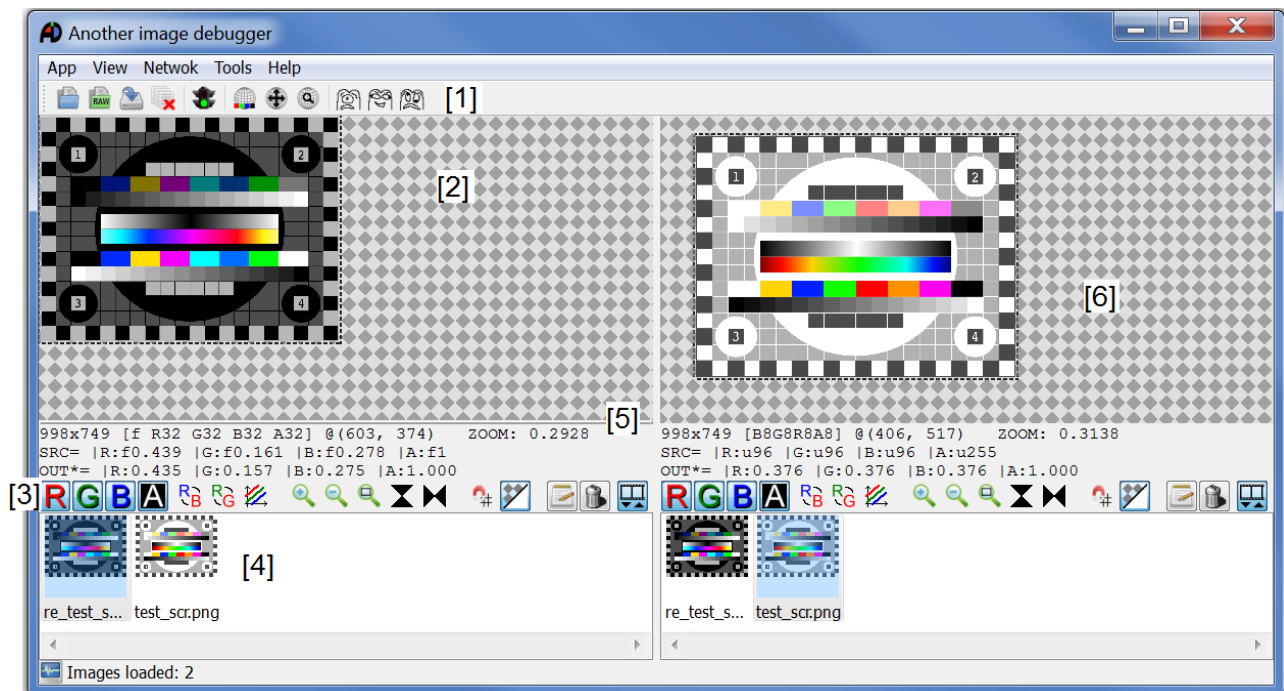 Another image debugger
App View Netwok Tools Help
RAW
[1]
1 2
[2]
3 4
1 2
[6]
3 4
[5]
998x749 [f R32 G32 B32 A32] @(603, 374) ZOOM: 0.2928
SRC= |R:f0.439 |G:f0.161 |B:f0.278 |A:f1
OUT*= |R:0.435 |G:0.157 |B:0.275 |A:1.000
998x749 [B8G8R8A8] @(406, 517) ZOOM: 0.3138
SRC= |R:u96 |G:u96 |B:u96 |A:u255
OUT*= |R:0.376 |G:0.376 |B:0.376 |A:1.000
[3] R G B A R B R G
R G B A R B R G
[4]
re_test_s... test_scr.png
re_test_s... test_scr.png
Images loaded: 2